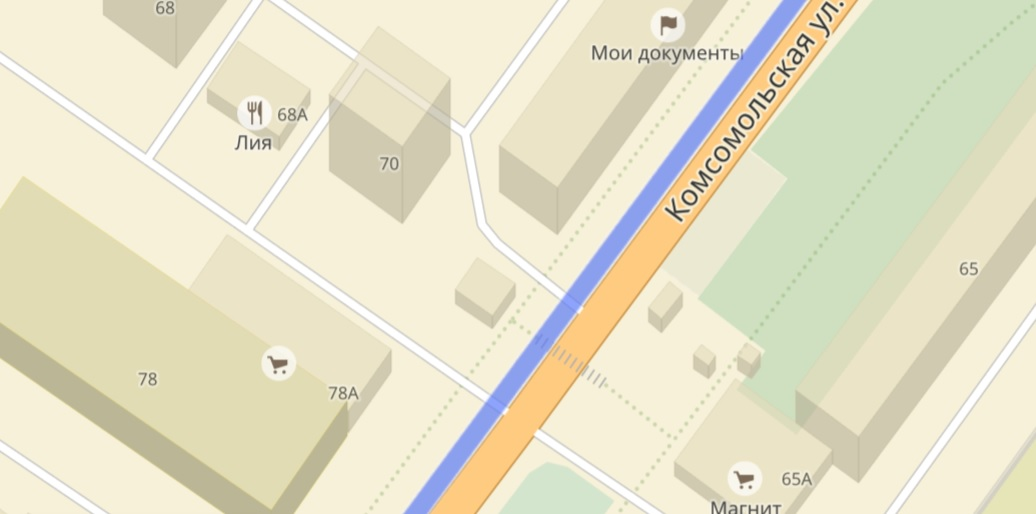 68
Мои документы
Комсомольская ул.
68А
Лия
70
65
78
78А
65А
Магнит